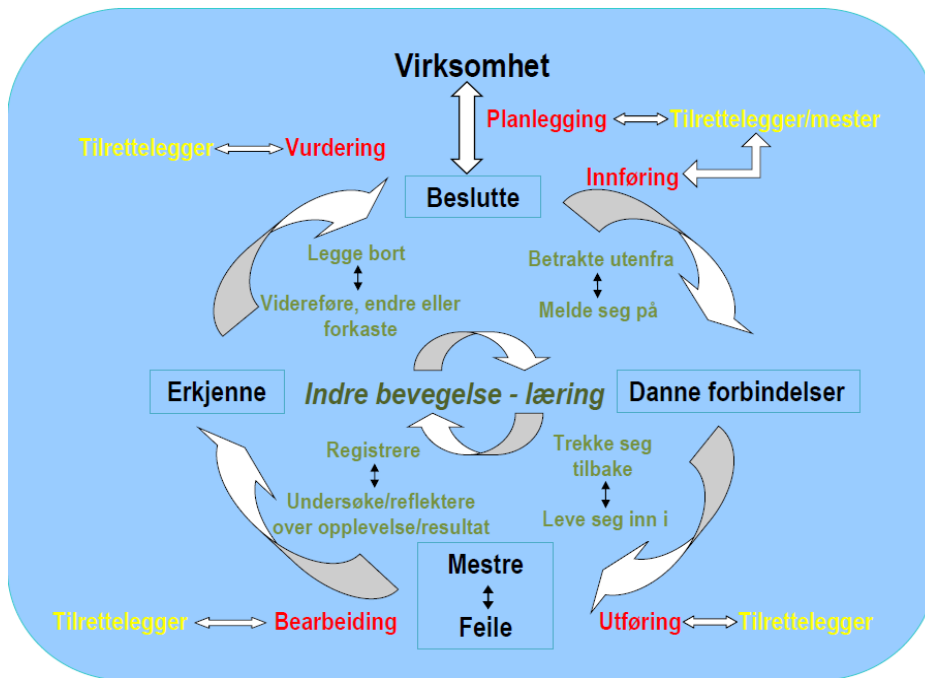 Virksomhet
Planlegging
Tilrettelegger/mester
Tilrettelegger
Vurdering
Innføring
Beslutte
Legge bort
Videreføre, endre eller
forkaste
Betrakte utenfra
Melde seg på
Erkjenne
Indre bevegelse - læring
Danne forbindelser
Registrere
Undersøke/reflektere
over opplevelse/resultat
Trekke seg
tilbake
Leve seg inn i
Mestre
Feile
Tilrettelegger
Bearbeiding
Utføring
Tilrettelegger